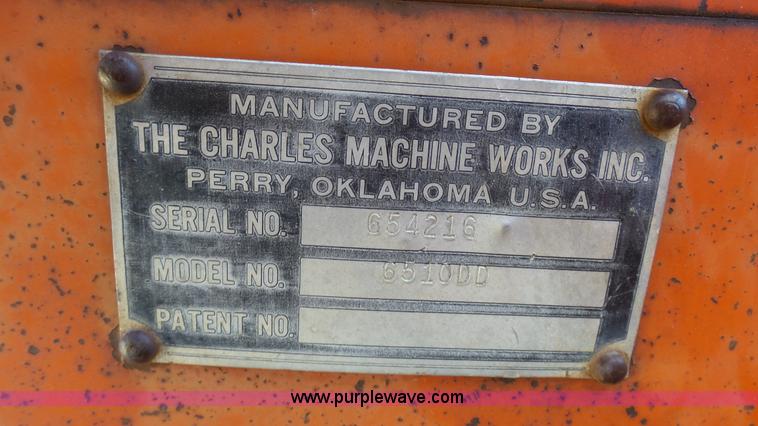 MANUFACTURED BY
THE CHARLES MACHINE WORKS INC.
PERRY, OKLAHOMA U.S.A.
SERIAL NO. 654216
MODEL NO. 6510DD
PATENT NO.
www.purplewave.com